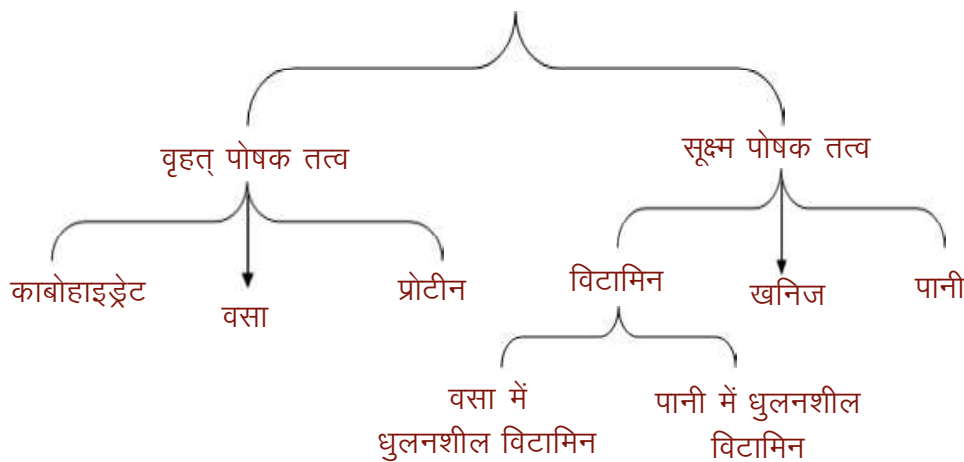 वृहत् पोषक तत्व
सूक्ष्म पोषक तत्व
काबोहाइड्रेट
वसा
प्रोटीन
विटामिन
खनिज
पानी
वसा में
धुलनशील विटामिन
पानी में धुलनशील
विटामिन